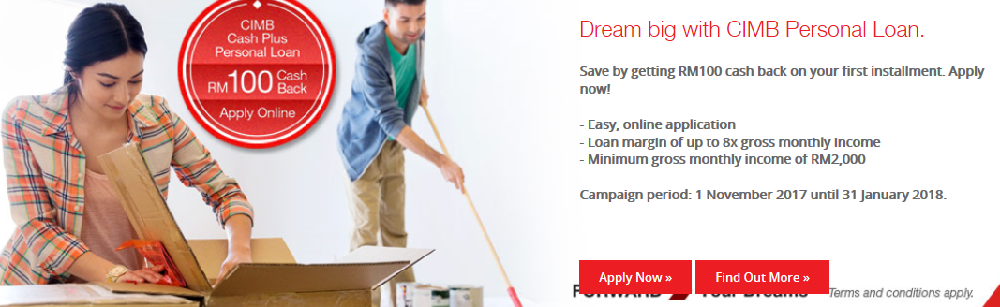 CIMB
Cash Plus
Personal Loan
RM100 Cash
Back
Apply Online
Dream big with CIMB Personal Loan.
Save by getting RM100 cash back on your first installment. Apply
now!
- Easy, online application
- Loan margin of up to 8x gross monthly income
- Minimum gross monthly income of RM2,000
Campaign period: 1 November 2017 until 31 January 2018.
Apply Now »
Find Out More »
FORWARD Your Dreams
Terms and conditions apply.